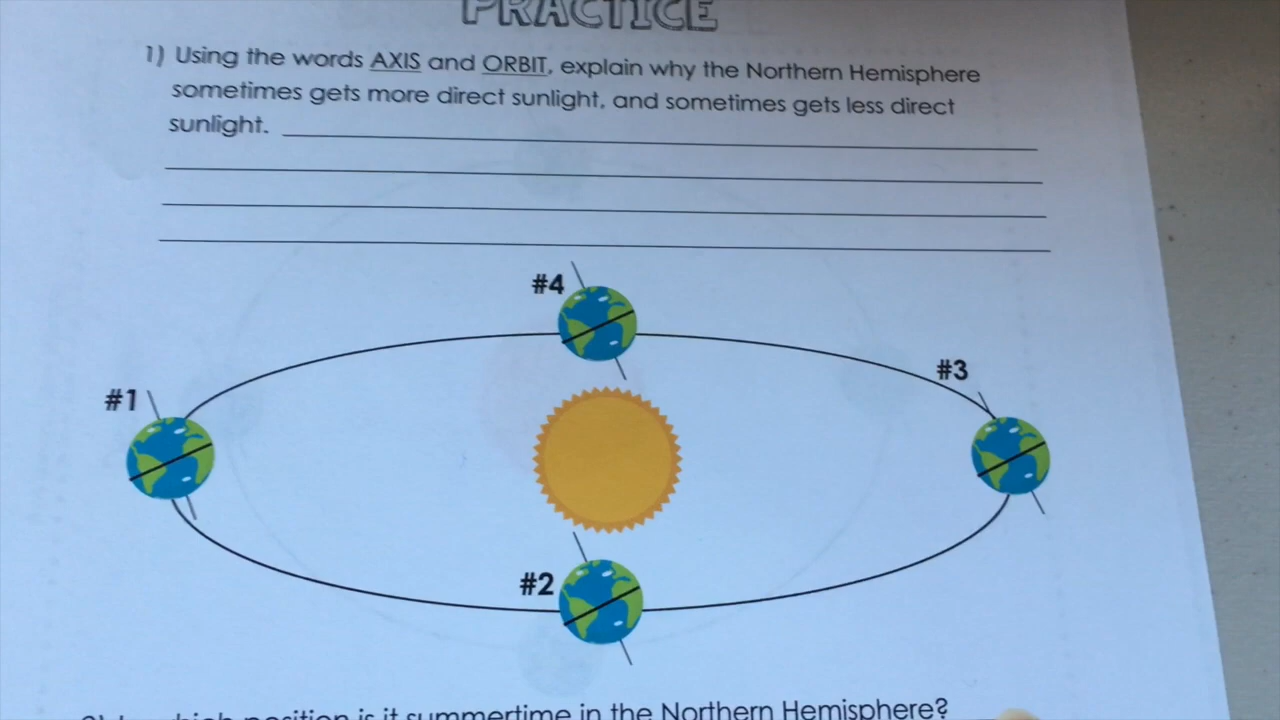 PRACTICE
1) Using the words AXIS and ORBIT, explain why the Northern Hemisphere
sometimes gets more direct sunlight, and sometimes gets less direct
sunlight.
#4
#3
#1
#2
position is it summertime in the Northern Hemisphere?